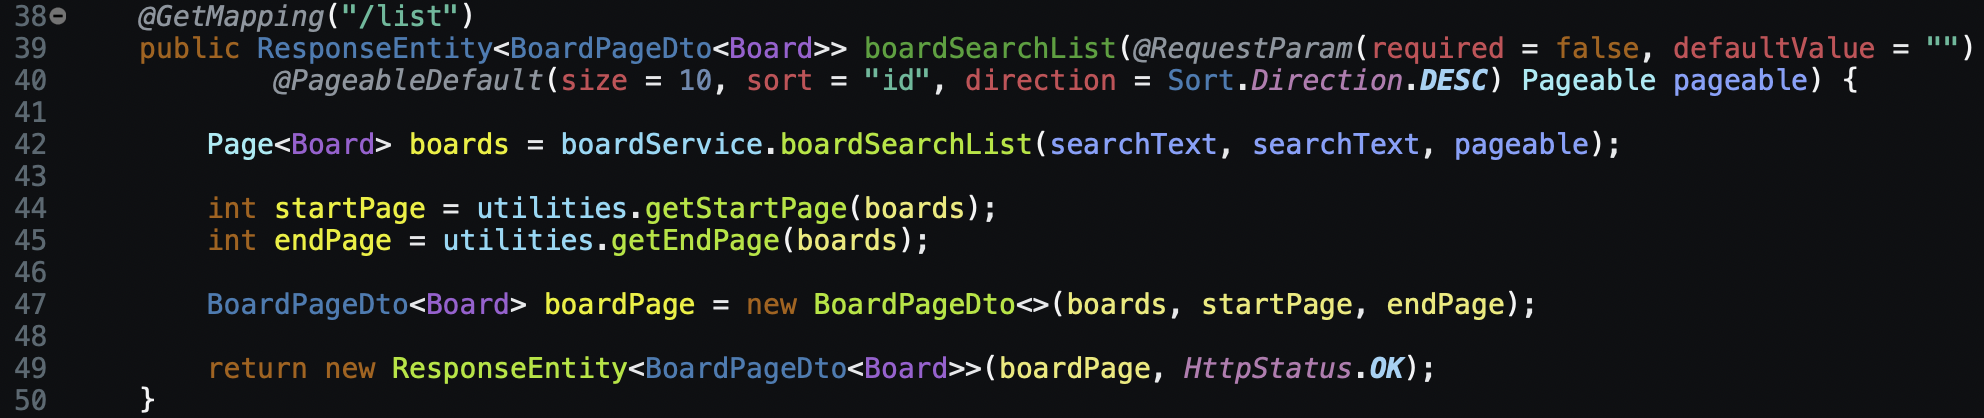 38 @GetMapping("/list")
39 public ResponseEntity<BoardPageDto<Board>> boardSearchList(@RequestParam(required = false, defaultValue = "")
40 @PageableDefault(size = 10, sort = "id", direction = Sort.Direction.DESC) Pageable pageable) {
41
42 Page<Board> boards = boardService.boardSearchList(searchText, searchText, pageable);
43
44 int startPage = utilities.getStartPage(boards);
45 int endPage = utilities.getEndPage(boards);
46
47 BoardPageDto<Board> boardPage = new BoardPageDto<>(boards, startPage, endPage);
48
49 return new ResponseEntity<BoardPageDto<Board>>(boardPage, HttpStatus.OK);
50 }